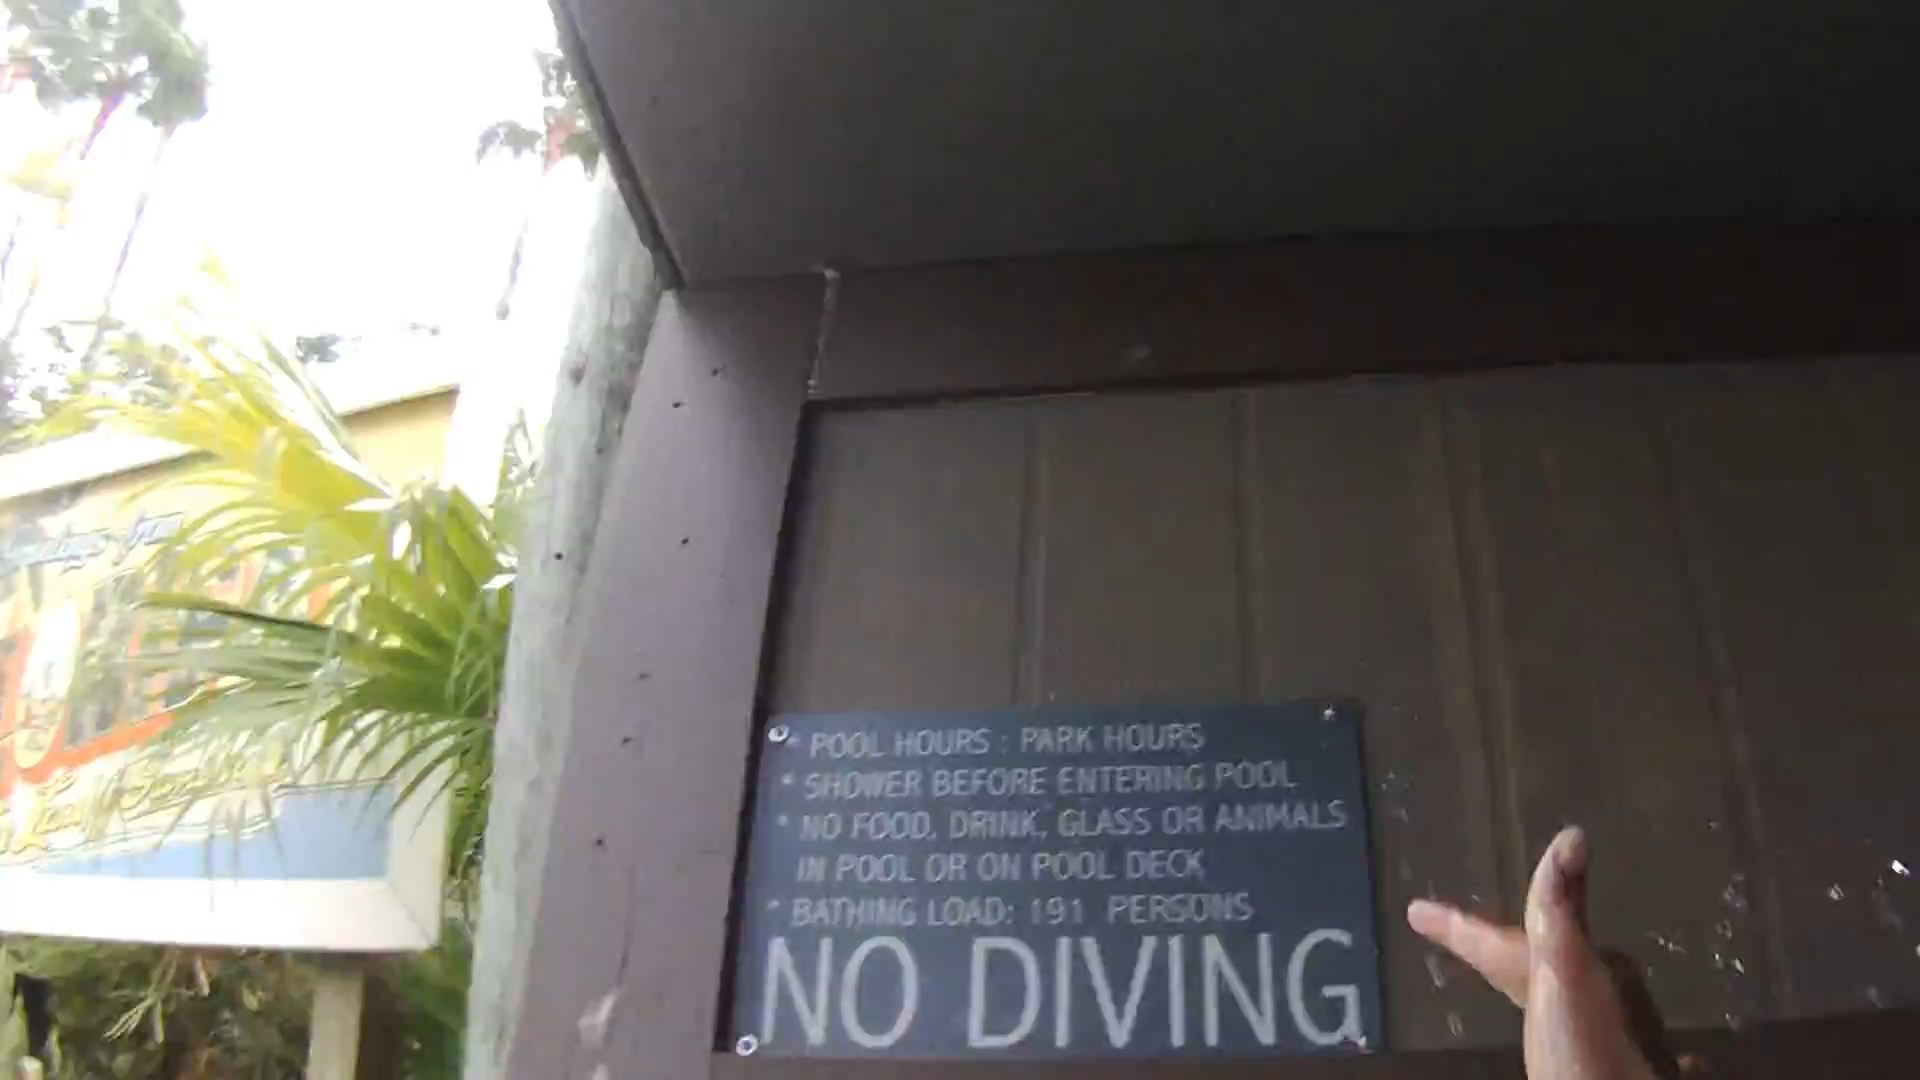 * POOL HOURS : PARK HOURS
* SHOWER BEFORE ENTERING POOL
* NO FOOD, DRINK, GLASS OR ANIMALS
IN POOL OR ON POOL DECK
* BATHING LOAD: 191 PERSONS
NO DIVING